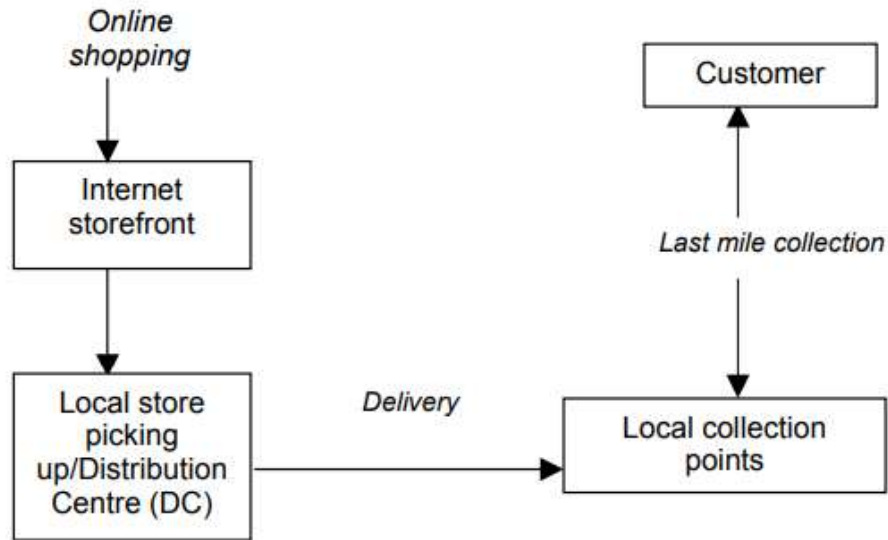 Online
shopping
Customer
Internet
storefront
Last mile collection
Local store
picking
up/Distribution
Centre (DC)
Delivery
Local collection
points